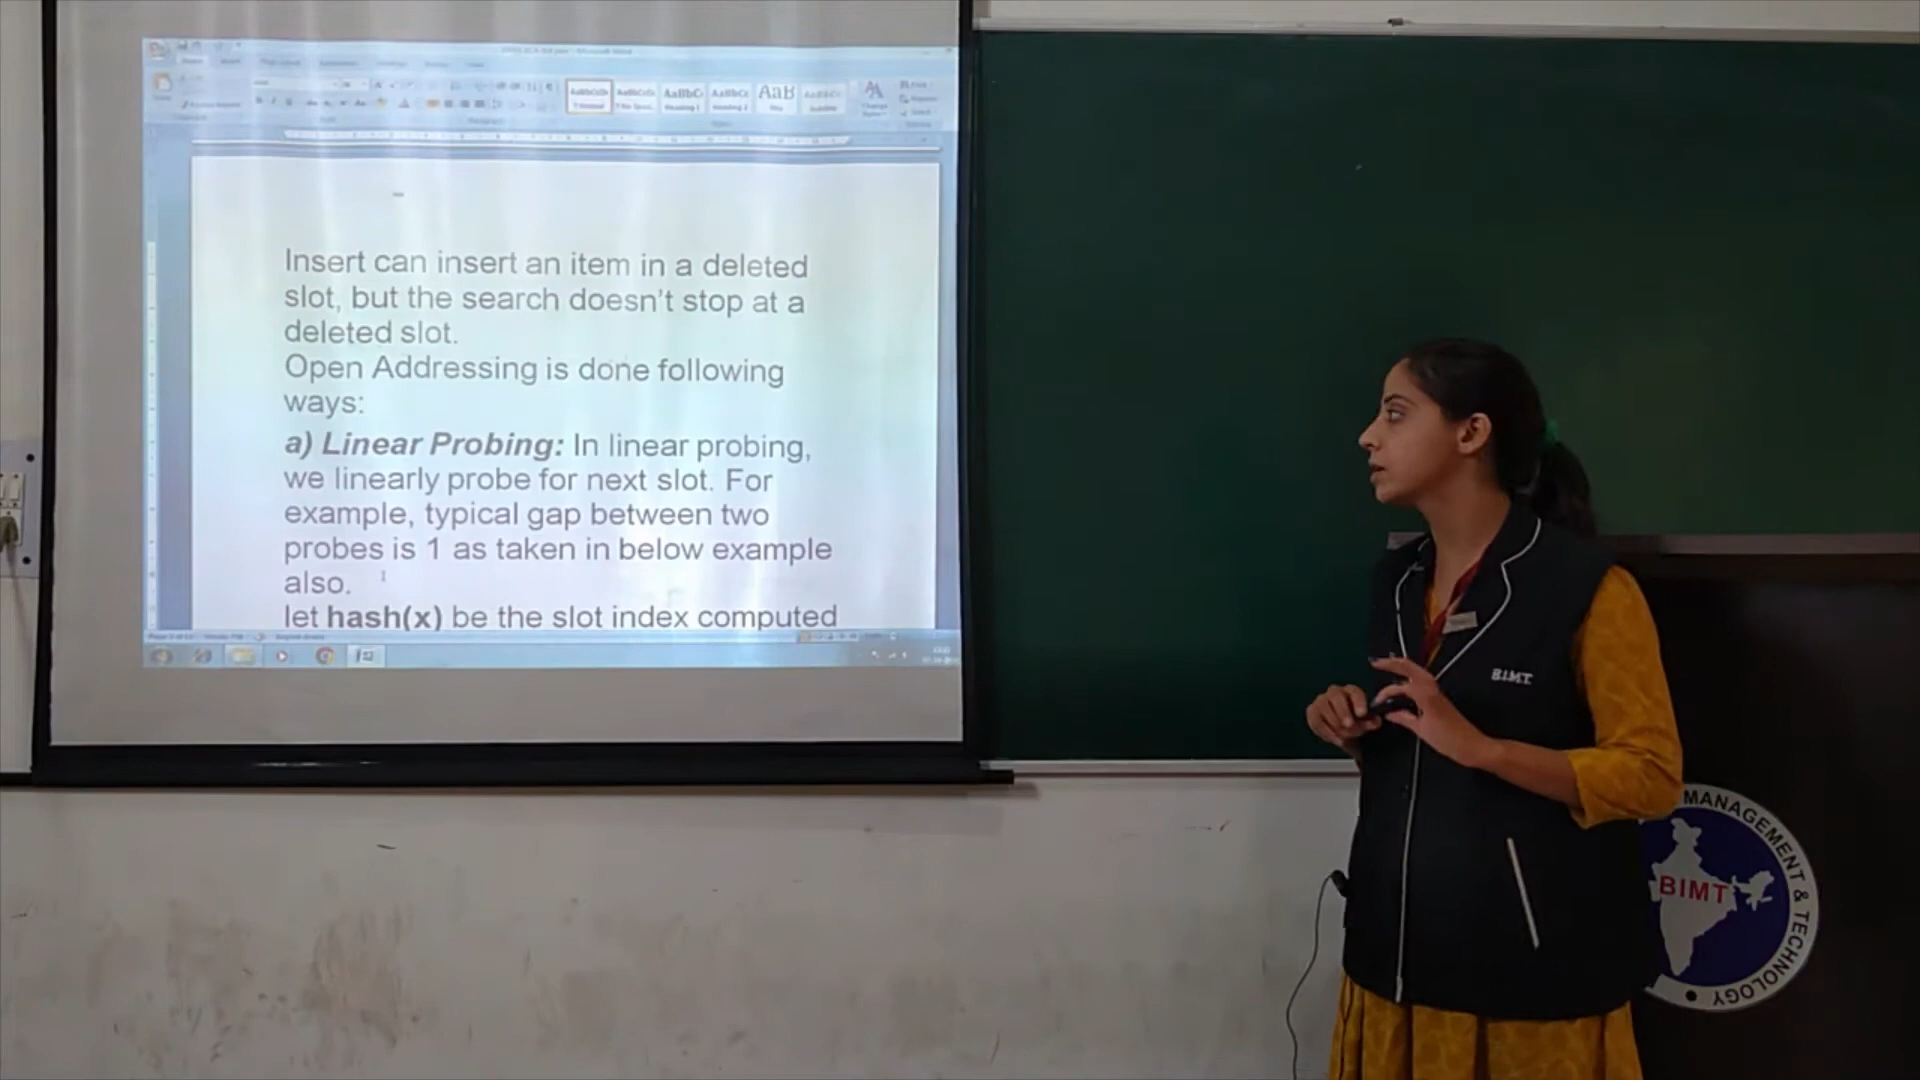 Insert can insert an item in a deleted
slot, but the search doesn't stop at a
deleted slot.
Open Addressing is done following
ways:
a) Linear Probing: In linear probing,
we linearly probe for next slot. For
example, typical gap between two
probes is 1 as taken in below example
also.
let hash(x) be the slot index computed
BIMT
MANAGEMENT & TECHNOLOGY
BIMT